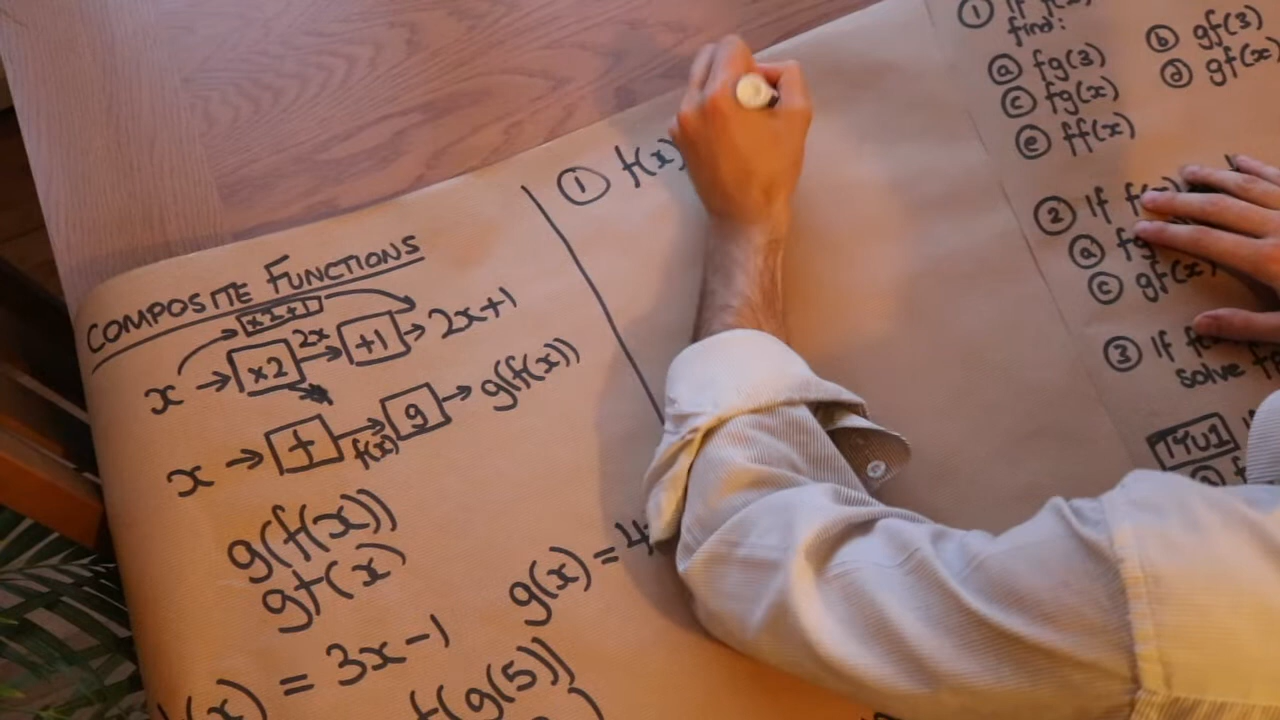 COMPOSITE FUNCTIONS
×2+1
x → ×2 2x → +1 → 2x+1
x → f f(x) → g → g(f(x))
g(f(x))
gf(x)
(x) = 3x-1
g(x) = 4
f(g(5))
① f(x)
①
find:
ⓐ fg(3) ⓑ gf(3)
ⓒ fg(x) ⓓ gf(x)
ⓔ ff(x)
② If
ⓐ
ⓒ gf(x)
③ If
solve
TYU1
ⓐ